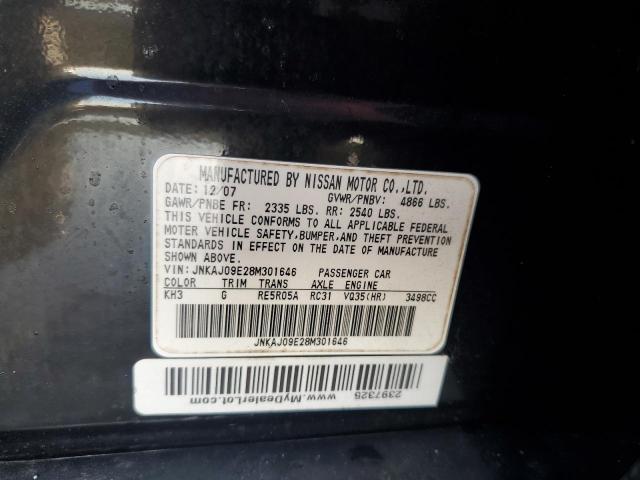 MANUFACTURED BY NISSAN MOTOR CO.,LTD.
DATE: 12/07 GVWR/PNBV: 4866 LBS.
GAWR/PNBE FR: 2335 LBS. RR: 2540 LBS.
THIS VEHICLE CONFORMS TO ALL APPLICABLE FEDERAL
MOTOR VEHICLE SAFETY,BUMPER,AND THEFT PREVENTION
STANDARDS IN EFFECT ON THE DATE OF MANUFACTURE
SHOWN ABOVE.
VIN: JNKAJ09E28M301646 PASSENGER CAR
COLOR TRIM TRANS AXLE ENGINE
KH3 G RE5R05A RC31 VQ35(HR) 3498CC
JNKAJ09E28M301646
2397325
www.MyDealerLot.com